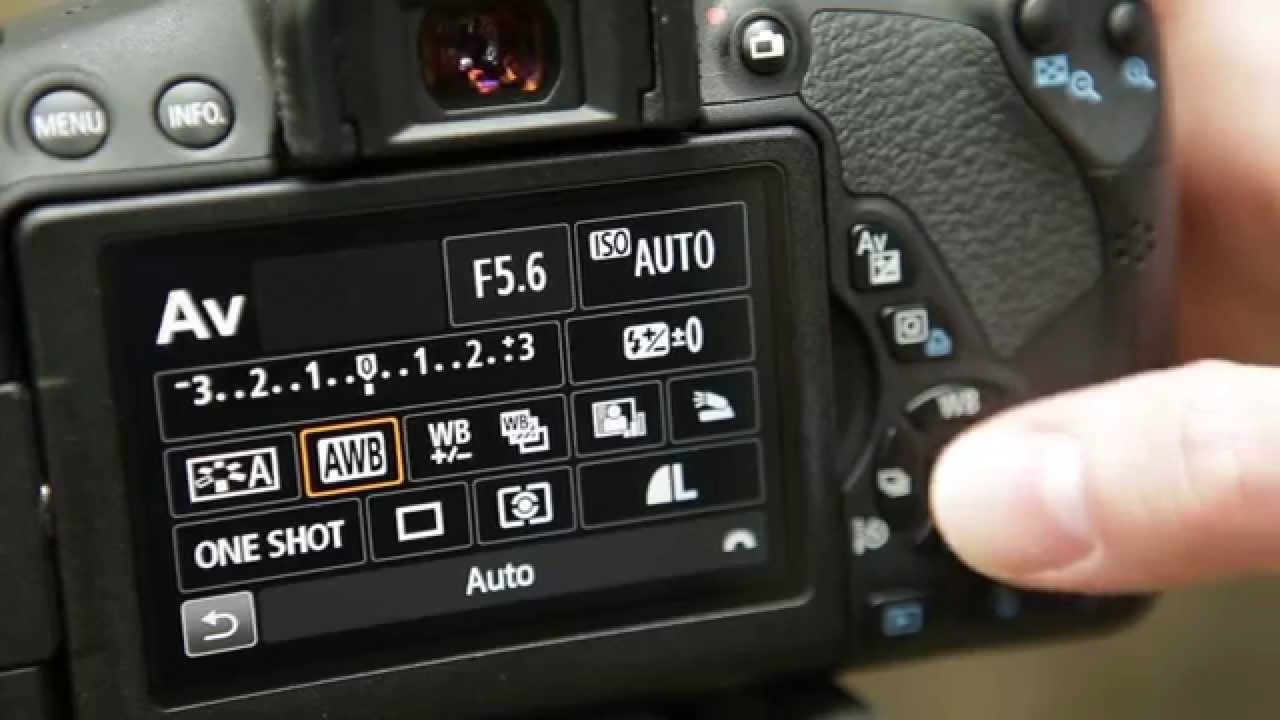 MENU INFO.
Av F5.6 ISO AUTO
-3..2..1..0..1..2.+3 ±0
A AWB WB +/- WB L
ONE SHOT
Auto
Av
WB